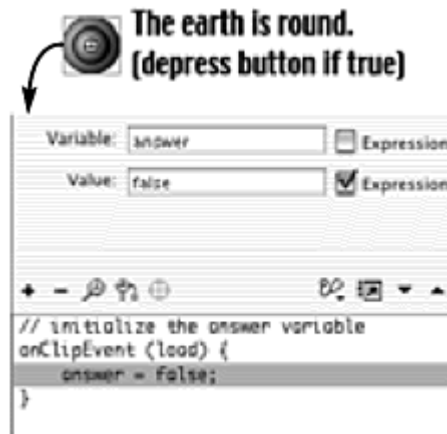 The earth is round.
(depress button if true)
Variable: answer Expression
Value: false Expression
// initialize the answer variable
onClipEvent (load) {
answer = false;
}